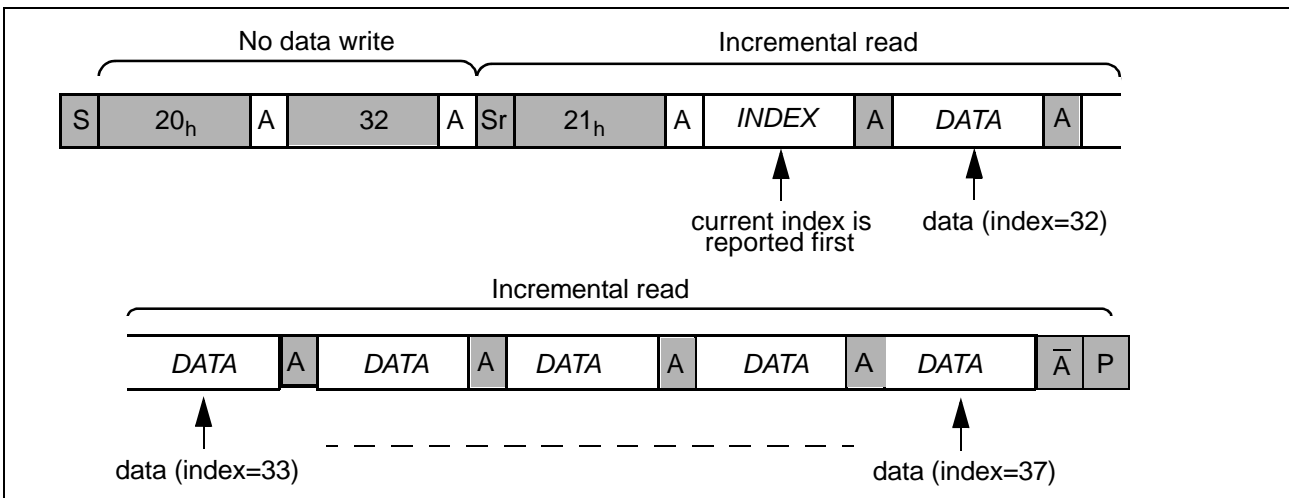 No data write Incremental read
S 20h A 32 A Sr 21h A INDEX A DATA A
current index is data (index=32)
reported first
Incremental read
DATA A DATA A DATA A DATA A DATA A̅ P
data (index=33) data (index=37)